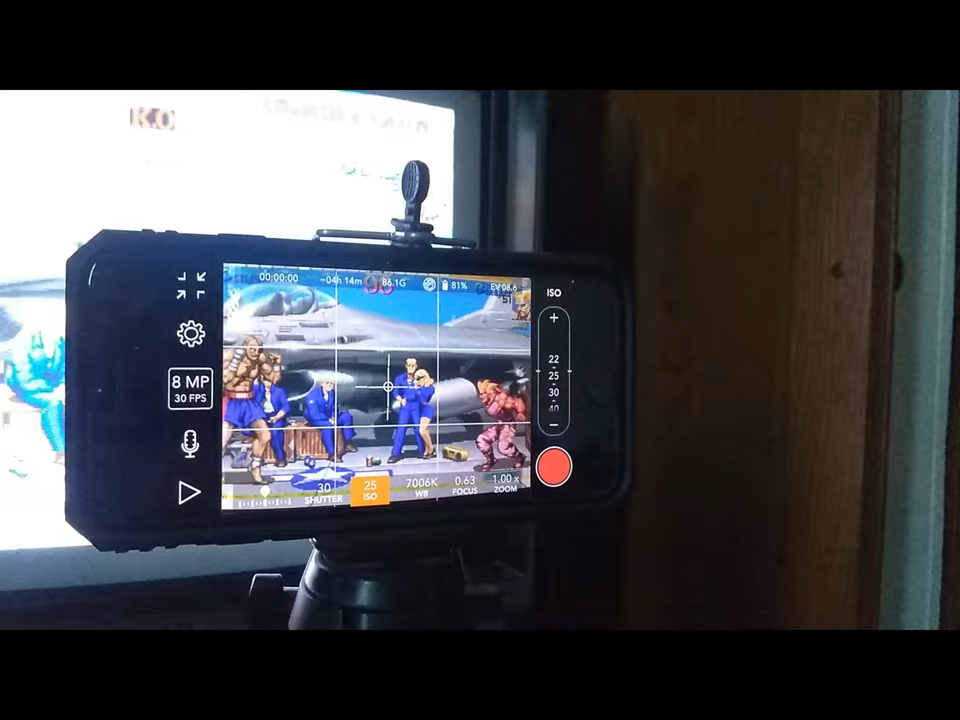 K.O
00:00:00
-04h 14m
86.1G
81%
EV 08.6
ISO
+
22
25
30
40
8 MP
30 FPS
30
SHUTTER
25
ISO
7006K
WB
0.63
FOCUS
1.00 x
ZOOM